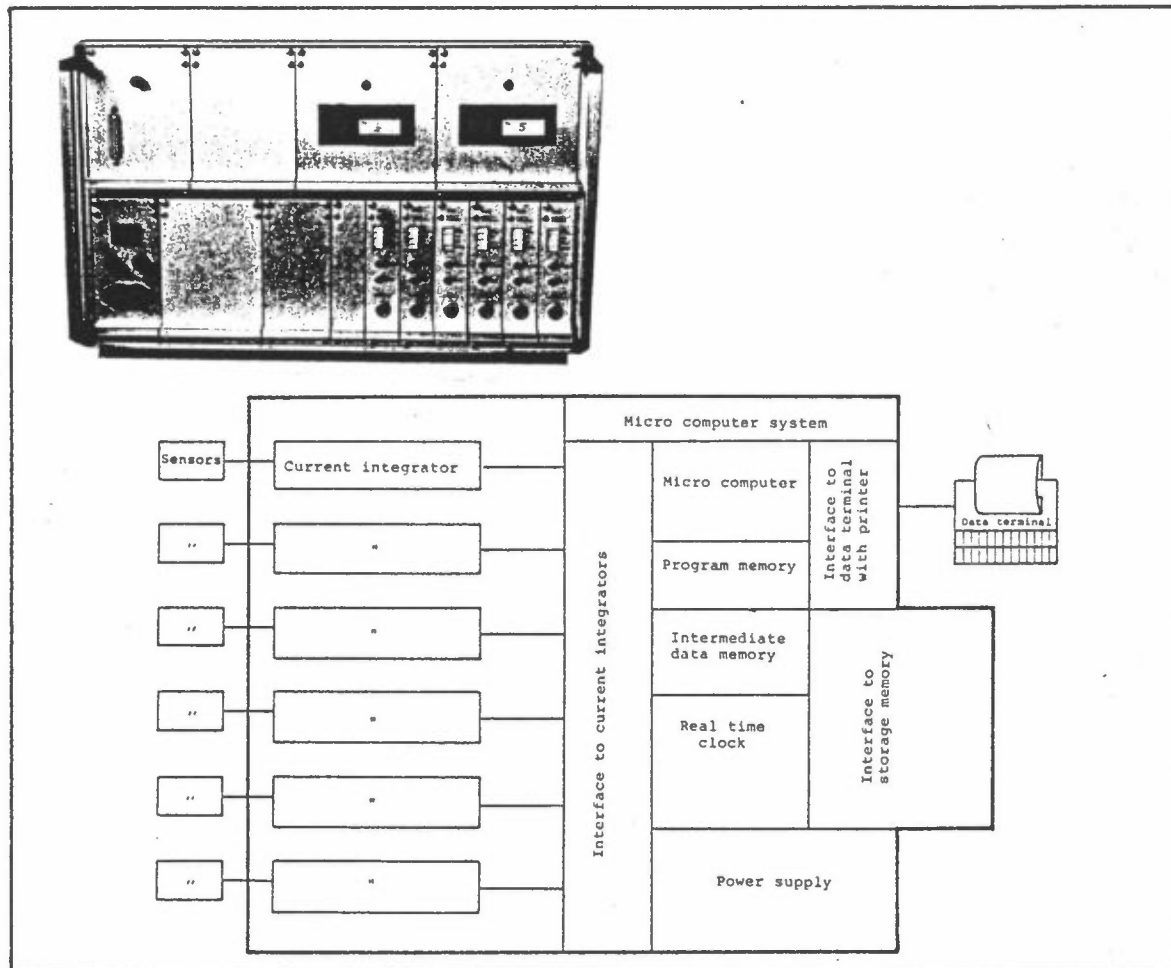 5
Micro computer system
Sensors
Current integrator
Micro computer
Interface to
data terminal
with printer
Data terminal
"
"
Program memory
Interface to current integrators
"
"
Intermediate
data memory
Interface to
storage memory
"
"
Real time
clock
"
"
"
"
Power supply